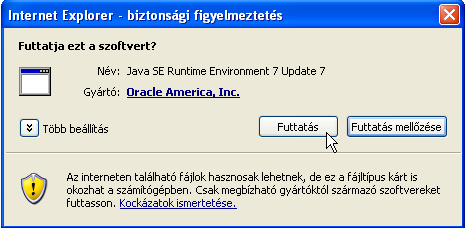 Internet Explorer - biztonsági figyelmeztetés
Futtatja ezt a szoftvert?
Név: Java SE Runtime Environment 7 Update 7
Gyártó: Oracle America, Inc.
Több beállítás
Futtatás
Futtatás mellőzése
Az interneten található fájlok hasznosak lehetnek, de ez a fájltípus kárt is
okozhat a számítógépben. Csak megbízható gyártóktól származó szoftvereket
futtasson. Kockázatok ismertetése.